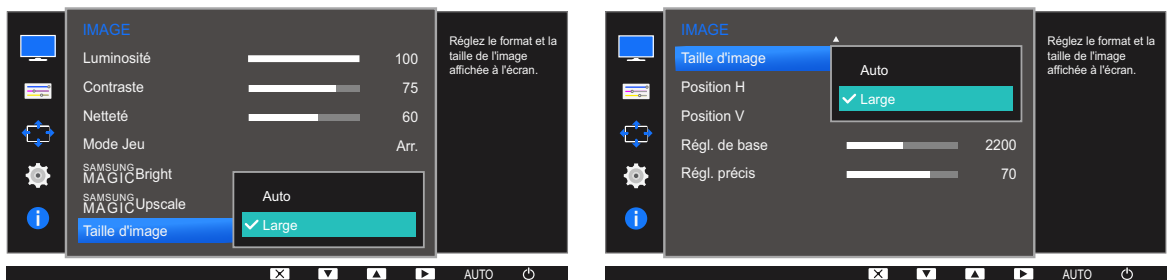 IMAGE
Luminosité 100
Contraste 75
Netteté 60
Mode Jeu Arr.
SAMSUNG
MAGIC Bright
SAMSUNG
MAGIC Upscale
Taille d'image
Auto
Large
Réglez le format et la
taille de l'image
affichée à l'écran.
AUTO
IMAGE
Taille d'image
Auto
Large
Position H
Position V
Régl. de base 2200
Régl. précis 70
Réglez le format et la
taille de l'image
affichée à l'écran.
AUTO